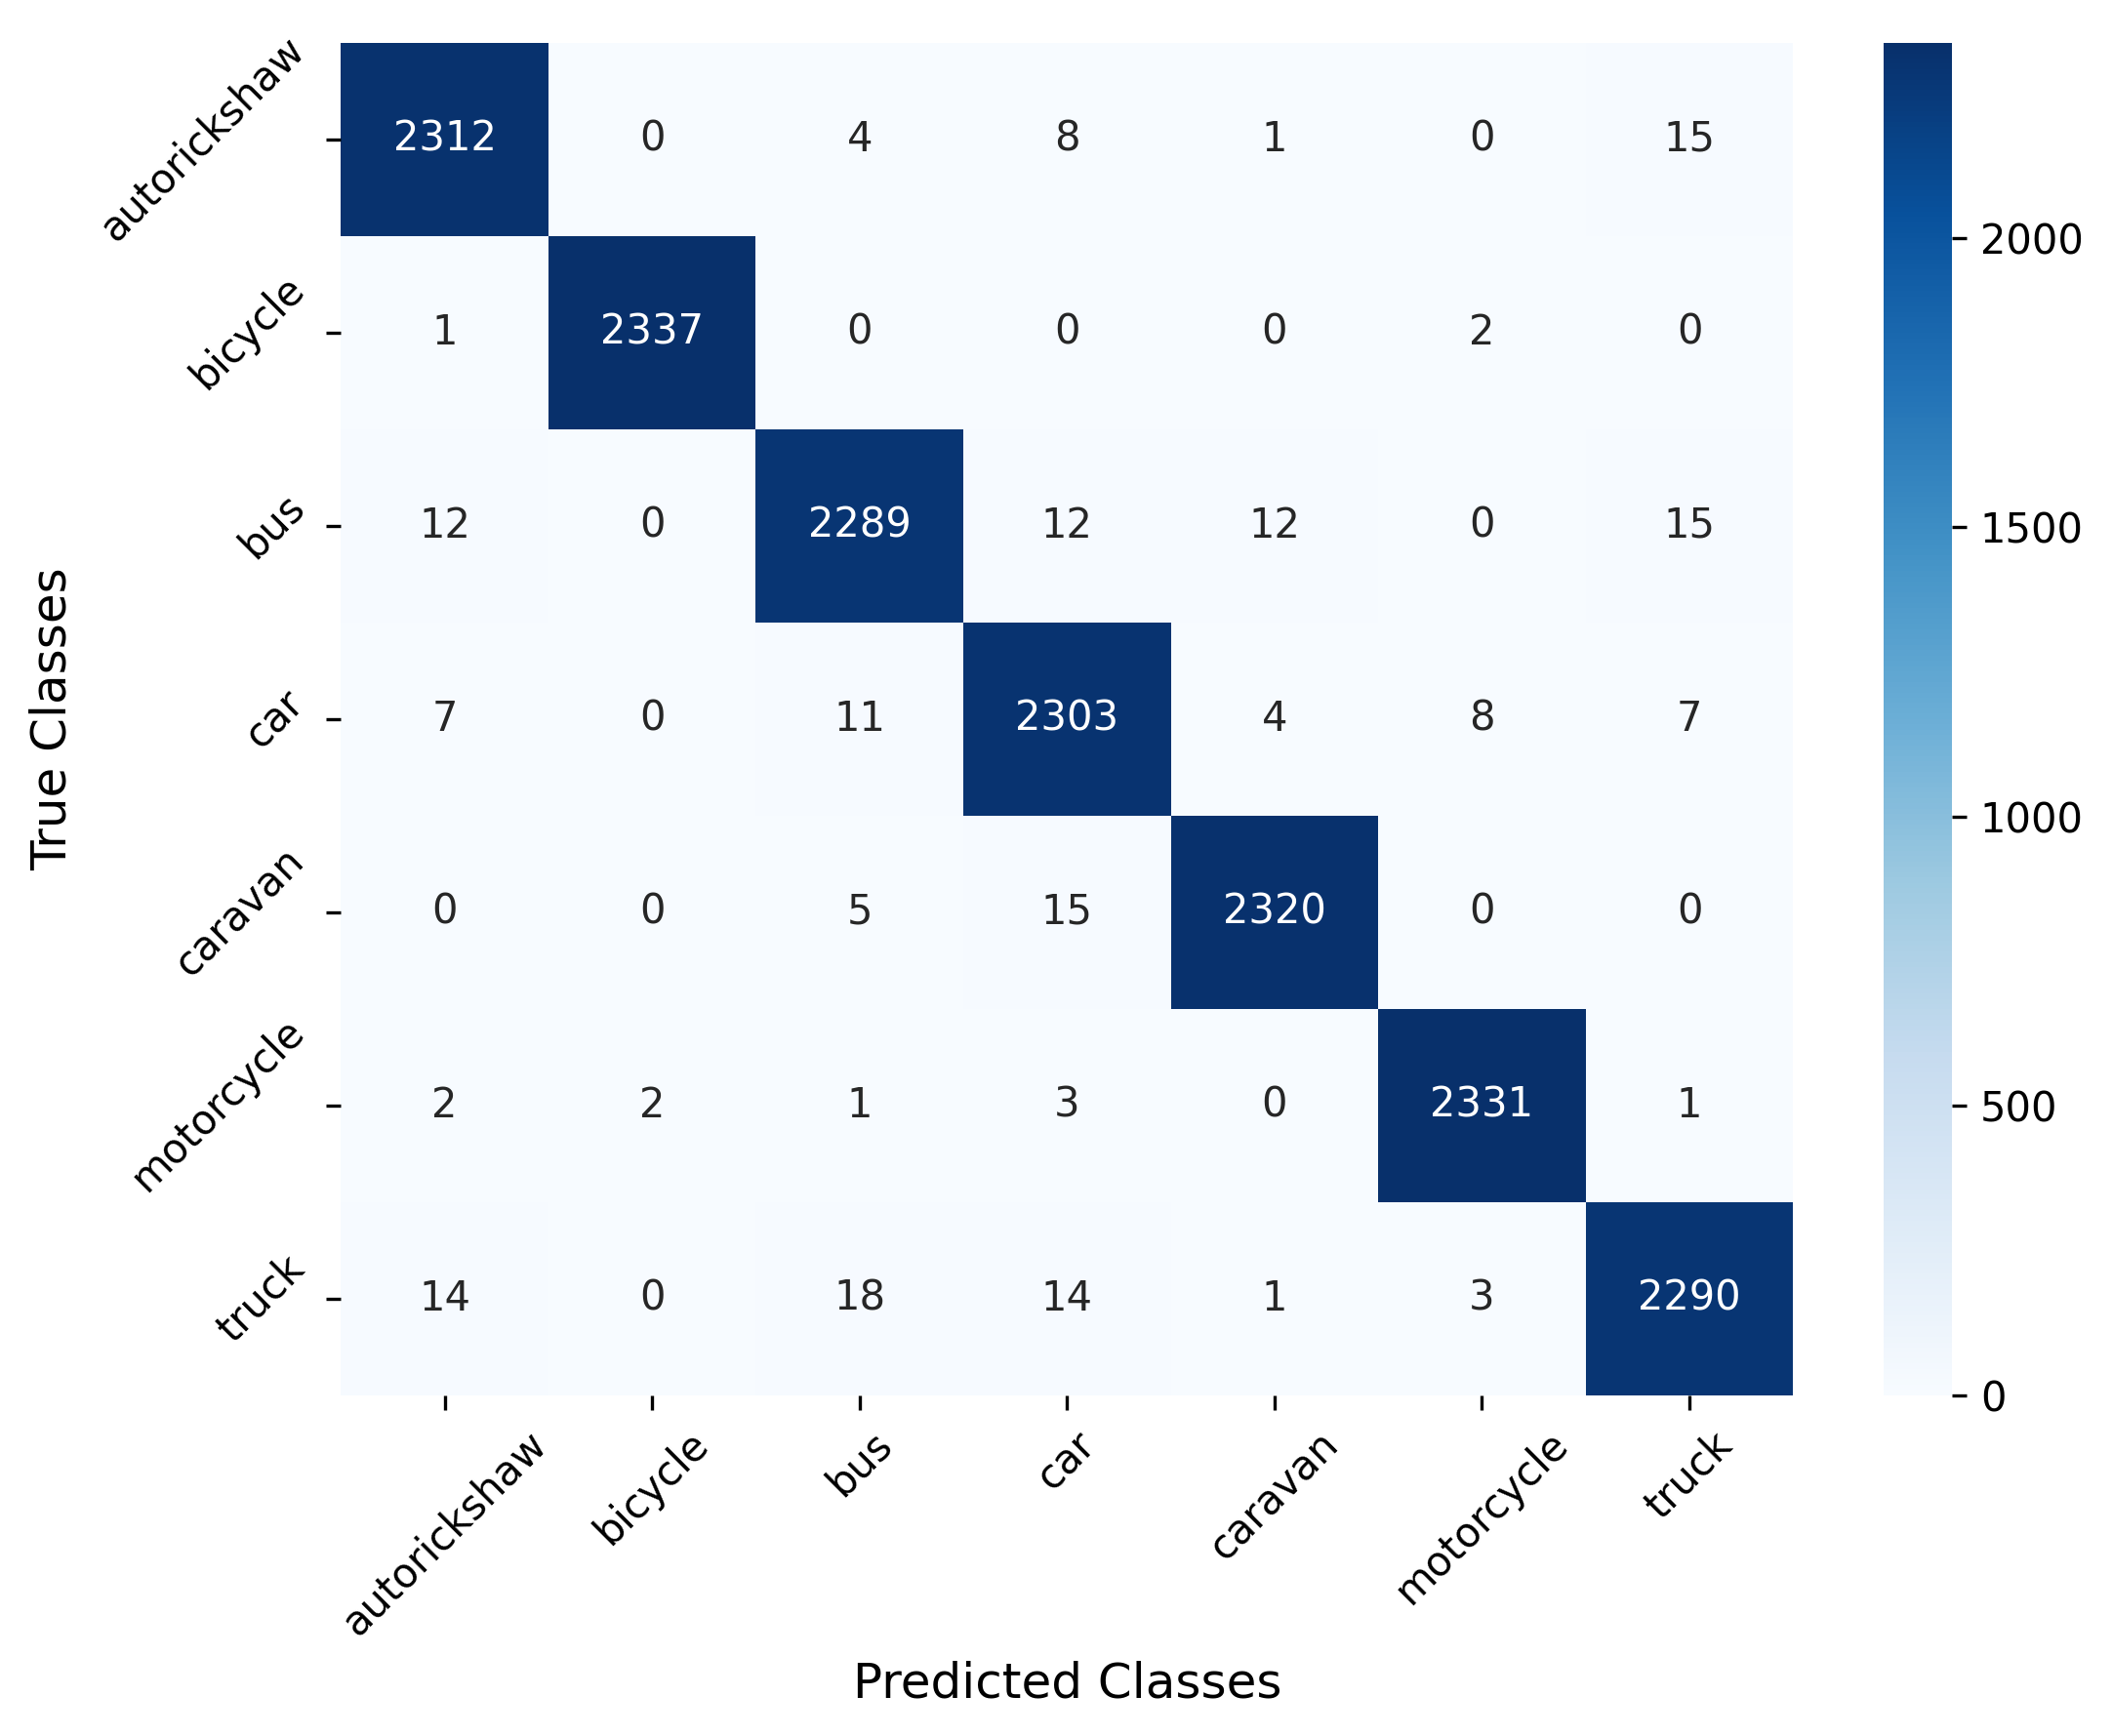 autorickshaw 2312 0 4 8 1 0 15
bicycle 1 2337 0 0 0 2 0
bus 12 0 2289 12 12 0 15
car 7 0 11 2303 4 8 7
caravan 0 0 5 15 2320 0 0
motorcycle 2 2 1 3 0 2331 1
truck 14 0 18 14 1 3 2290
True Classes
autorickshaw bicycle bus car caravan motorcycle truck
Predicted Classes
2000
1500
1000
500
0